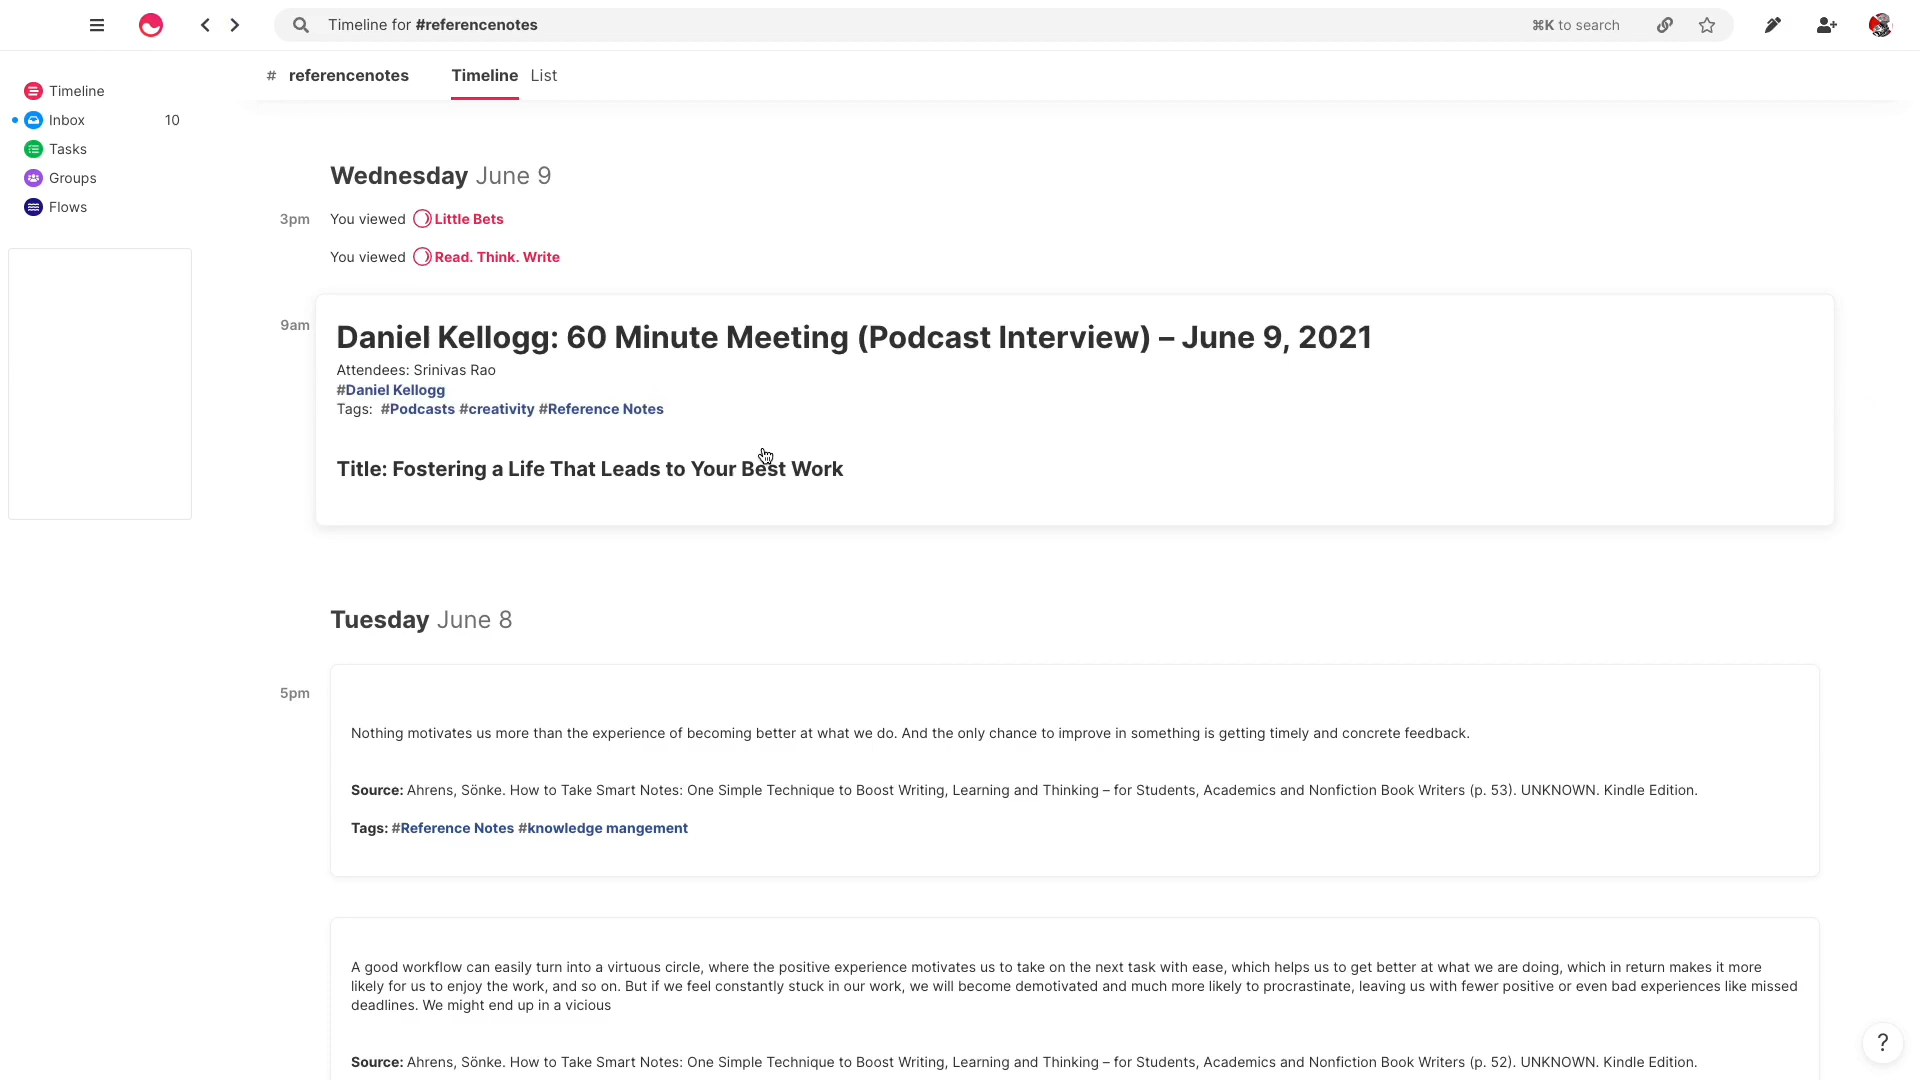 Timeline for #referencenotes
⌘K to search
# referencenotes
Timeline List
Timeline
Inbox 10
Tasks
Groups
Flows
Wednesday June 9
3pm You viewed Little Bets
You viewed Read. Think. Write
9am
Daniel Kellogg: 60 Minute Meeting (Podcast Interview) – June 9, 2021
Attendees: Srinivas Rao
#Daniel Kellogg
Tags: #Podcasts #creativity #Reference Notes
Title: Fostering a Life That Leads to Your Best Work
Tuesday June 8
5pm
Nothing motivates us more than the experience of becoming better at what we do. And the only chance to improve in something is getting timely and concrete feedback.
Source: Ahrens, Sönke. How to Take Smart Notes: One Simple Technique to Boost Writing, Learning and Thinking – for Students, Academics and Nonfiction Book Writers (p. 53). UNKNOWN. Kindle Edition.
Tags: #Reference Notes #knowledge mangement
A good workflow can easily turn into a virtuous circle, where the positive experience motivates us to take on the next task with ease, which helps us to get better at what we are doing, which in return makes it more
likely for us to enjoy the work, and so on. But if we feel constantly stuck in our work, we will become demotivated and much more likely to procrastinate, leaving us with fewer positive or even bad experiences like missed
deadlines. We might end up in a vicious
Source: Ahrens, Sönke. How to Take Smart Notes: One Simple Technique to Boost Writing, Learning and Thinking – for Students, Academics and Nonfiction Book Writers (p. 52). UNKNOWN. Kindle Edition.
?